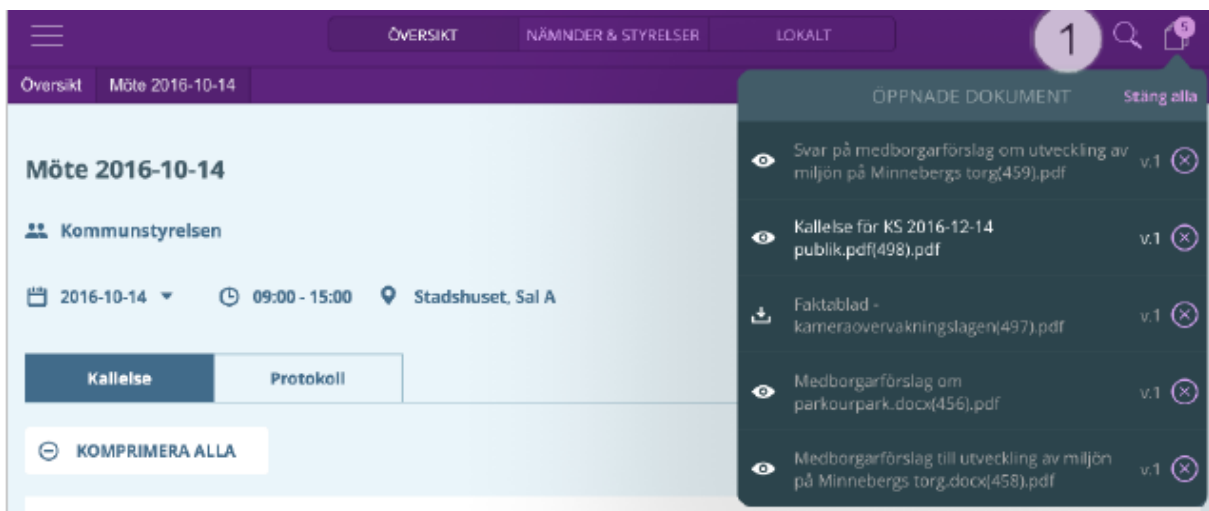 ÖVERSIKT
NÄMNDER & STYRELSER
LOKALT
1
5
Översikt
Möte 2016-10-14
ÖPPNADE DOKUMENT
Stäng alla
Möte 2016-10-14
Kommunstyrelsen
2016-10-14
09:00 - 15:00
Stadshuset, Sal A
Kallelse
Protokoll
KOMPRIMERA ALLA
Svar på medborgarförslag om utveckling av
miljön på Minnebergs torg(459).pdf
v.1
Kallelse för KS 2016-12-14
publik.pdf(498).pdf
v.1
Faktablad -
kameraovervakningslagen(497).pdf
v.1
Medborgarförslag om
parkourpark.docx(456).pdf
v.1
Medborgarförslag till utveckling av miljön
på Minnebergs torg.docx(458).pdf
v.1